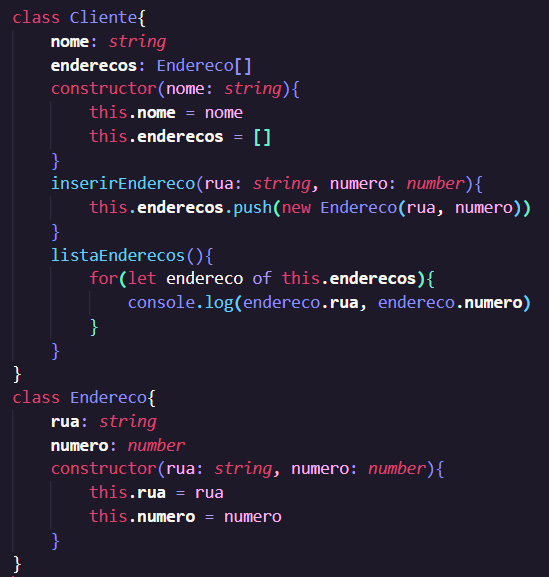 class Cliente{
    nome: string
    enderecos: Endereco[]
    constructor(nome: string){
        this.nome = nome
        this.enderecos = []
    }
    inserirEndereco(rua: string, numero: number){
        this.enderecos.push(new Endereco(rua, numero))
    }
    listaEnderecos(){
        for(let endereco of this.enderecos){
            console.log(endereco.rua, endereco.numero)
        }
    }
}
class Endereco{
    rua: string
    numero: number
    constructor(rua: string, numero: number){
        this.rua = rua
        this.numero = numero
    }
}